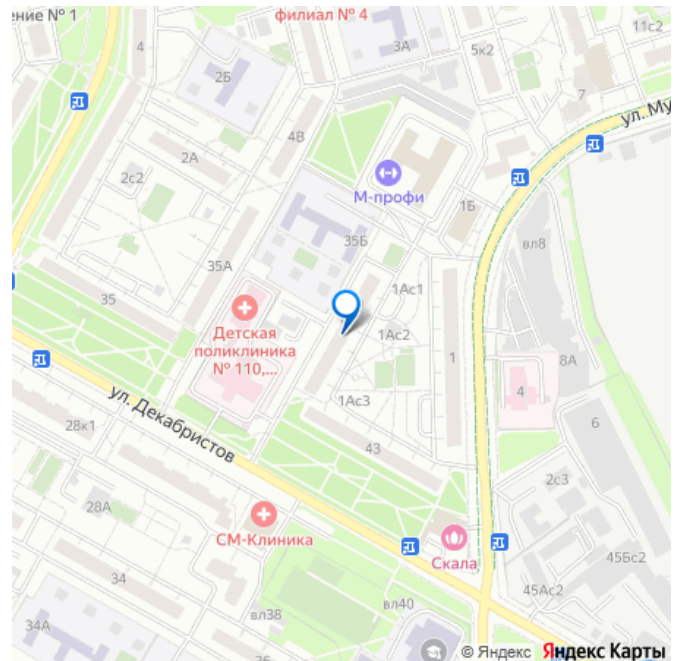 ение № 1
филиал № 4
11с2
4
3А
5к2
2Б
7
ул. Му
4В
2А
2с2
М-профи
1Б
35Б
вл8
35А
35
1Ас1
Детская
поликлиника
№ 110,...
1Ас2
1
8А
4
1Ас3
ул. Декабристов
28к1
43
6
2с3
28А
СМ-Клиника
Скала
45Бс2
34
45Ас2
вл38
вл40
34А
© Яндекс Яндекс Карты